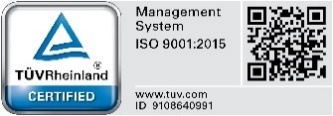 TÜVRheinland
CERTIFIED
Management
System
ISO 9001:2015
www.tuv.com
ID 9108640991